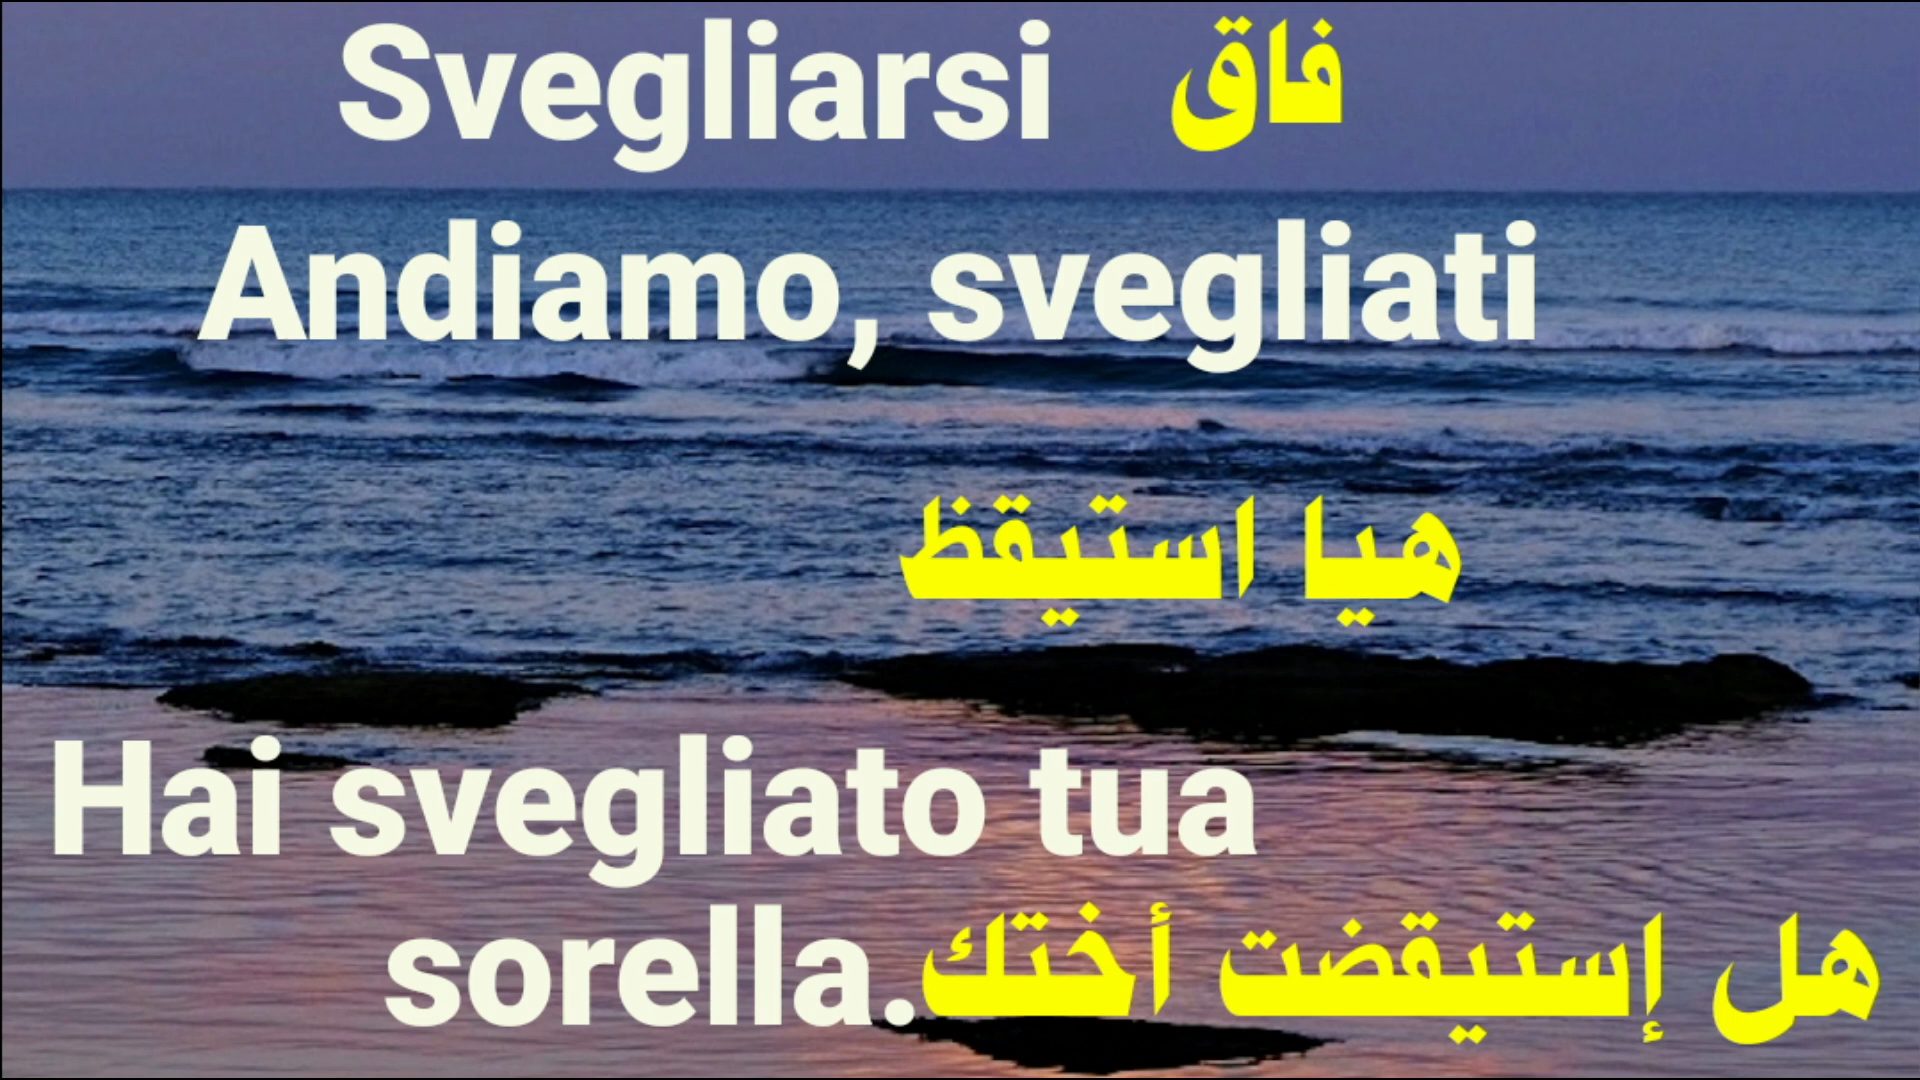 Svegliarsi فاق
Andiamo, svegliati
هيا استيقظ
Hai svegliato tua
sorella. هل إستيقضت أختك